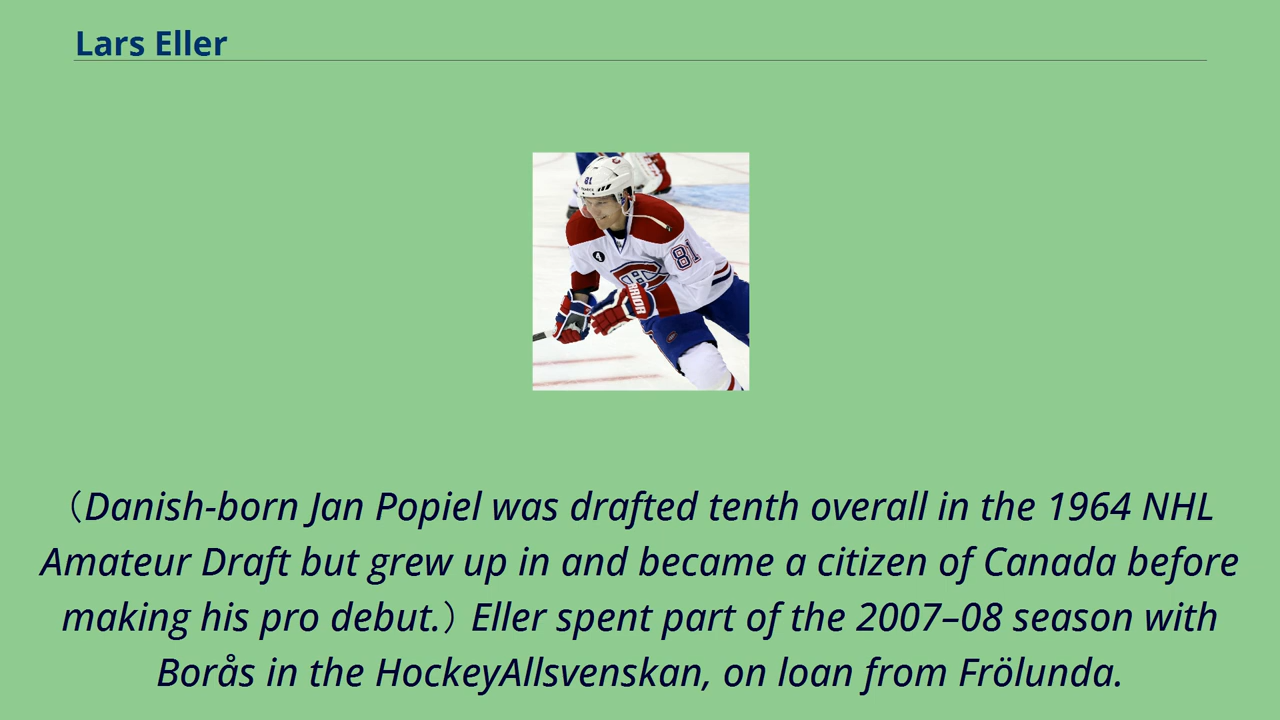 Lars Eller
81
81
WARRIOR
（Danish-born Jan Popiel was drafted tenth overall in the 1964 NHL
Amateur Draft but grew up in and became a citizen of Canada before
making his pro debut.）Eller spent part of the 2007–08 season with
Borås in the HockeyAllsvenskan, on loan from Frölunda.